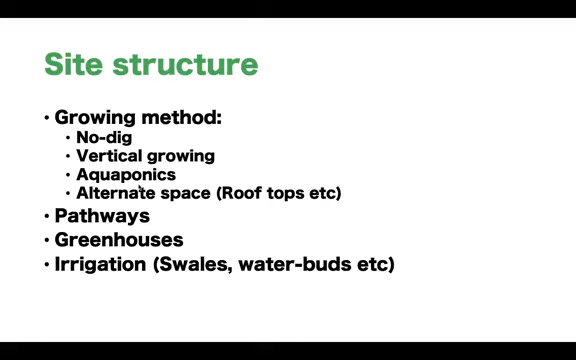 Site structure
• Growing method:
• No-dig
• Vertical growing
• Aquaponics
• Alternate space (Roof tops etc)
• Pathways
• Greenhouses
• Irrigation (Swales, water-buds etc)